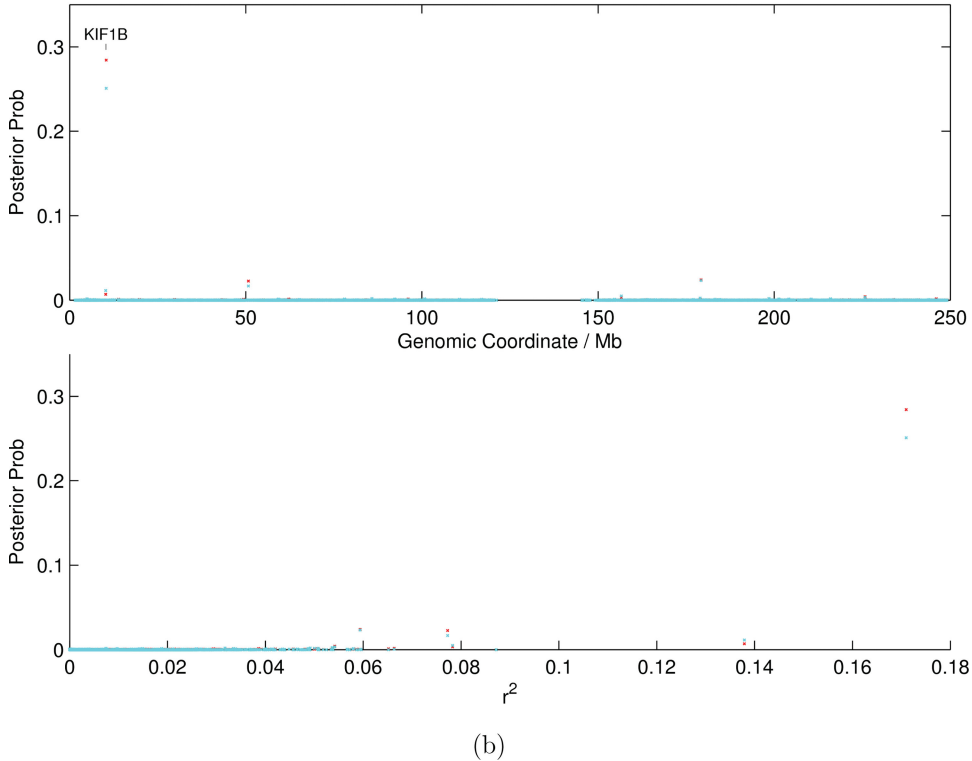 KIF1B
0.3
0.2
0.1
0
Posterior Prob
0 50 100 150 200 250
Genomic Coordinate / Mb
0.3
0.2
0.1
0
Posterior Prob
0 0.02 0.04 0.06 0.08 0.1 0.12 0.14 0.16 0.18
r²
(b)